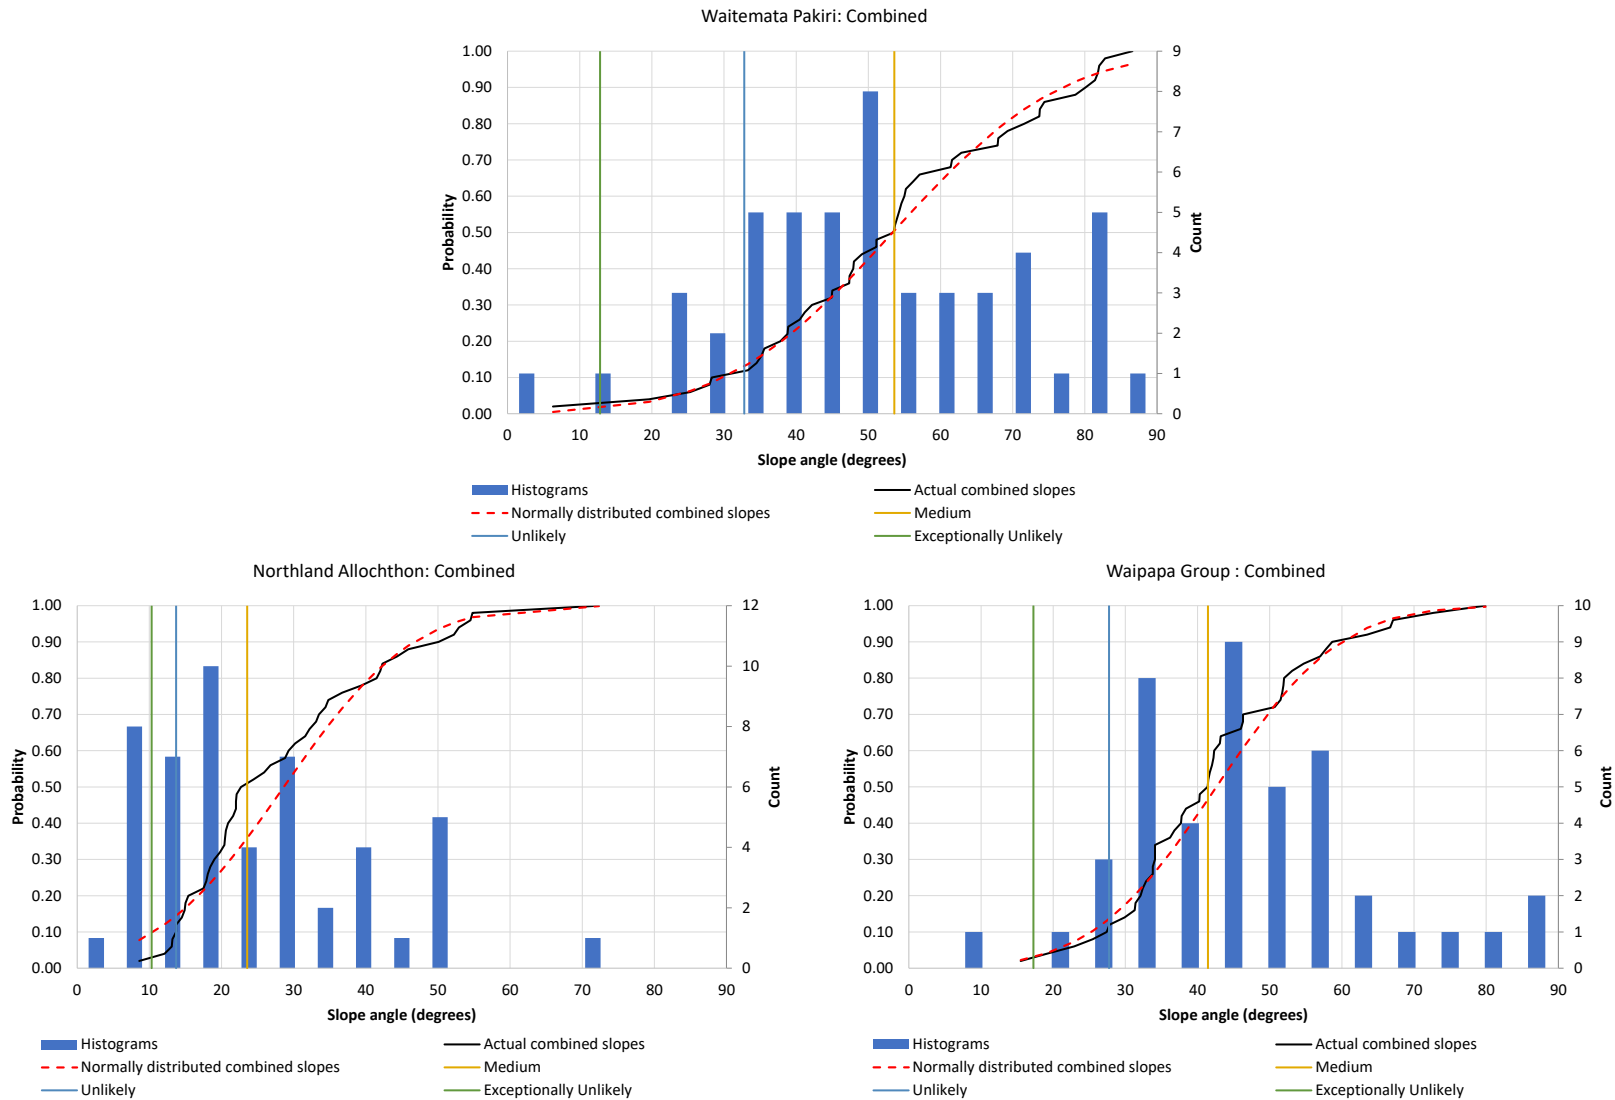 Waitemata Pakiri: Combined
1.00 0.90 0.80 0.70 0.60 0.50 0.40 0.30 0.20 0.10 0.00
Probability
9 8 7 6 5 4 3 2 1 0
Count
0 10 20 30 40 50 60 70 80 90
Slope angle (degrees)
Histograms Actual combined slopes
Normally distributed combined slopes Medium
Unlikely Exceptionally Unlikely
Northland Allochthon: Combined
1.00 0.90 0.80 0.70 0.60 0.50 0.40 0.30 0.20 0.10 0.00
Probability
12 10 8 6 4 2 0
Count
0 10 20 30 40 50 60 70 80 90
Slope angle (degrees)
Histograms Actual combined slopes
Normally distributed combined slopes Medium
Unlikely Exceptionally Unlikely
Waipapa Group : Combined
1.00 0.90 0.80 0.70 0.60 0.50 0.40 0.30 0.20 0.10 0.00
Probability
10 9 8 7 6 5 4 3 2 1 0
Count
0 10 20 30 40 50 60 70 80 90
Slope angle (degrees)
Histograms Actual combined slopes
Normally distributed combined slopes Medium
Unlikely Exceptionally Unlikely